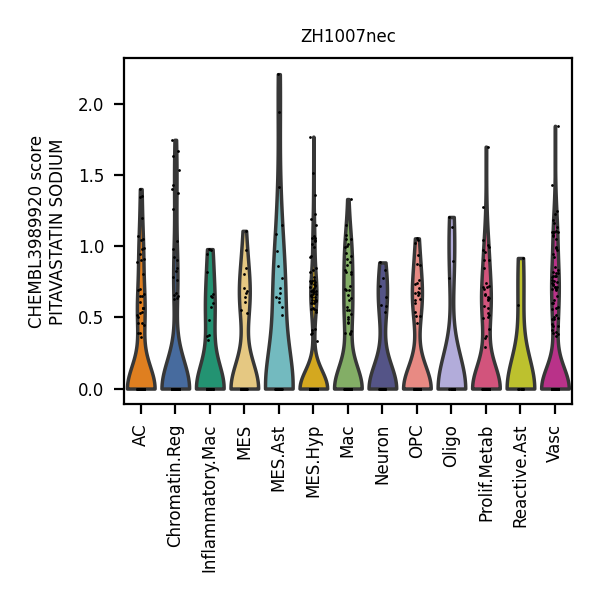 ZH1007nec
CHEMBL3989920 score
PITAVASTATIN SODIUM
2.0
1.5
1.0
0.5
0.0
AC
Chromatin.Reg
Inflammatory.Mac
MES
MES.Ast
MES.Hyp
Mac
Neuron
OPC
Oligo
Prolif.Metab
Reactive.Ast
Vasc